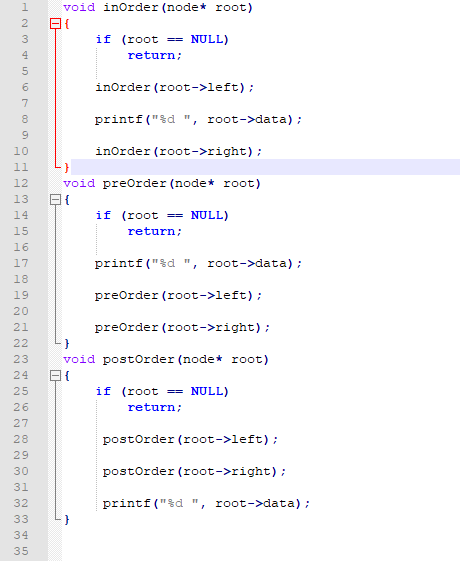 1 void inOrder(node* root)
2 {
3     if (root == NULL)
4         return;
5
6     inOrder(root->left);
7
8     printf("%d ", root->data);
9
10     inOrder(root->right);
11 }
12 void preOrder(node* root)
13 {
14     if (root == NULL)
15         return;
16
17     printf("%d ", root->data);
18
19     preOrder(root->left);
20
21     preOrder(root->right);
22 }
23 void postOrder(node* root)
24 {
25     if (root == NULL)
26         return;
27
28      postOrder(root->left);
29
30      postOrder(root->right);
31
32      printf("%d ", root->data);
33 }
34
35